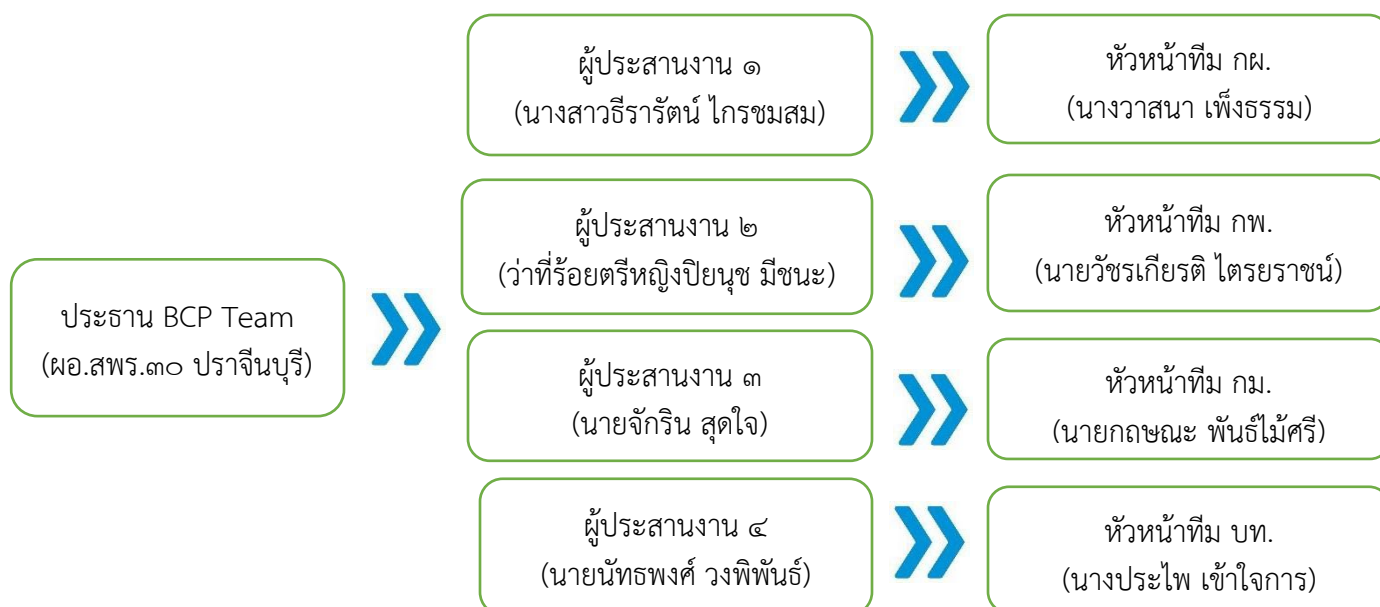 ประธาน BCP Team
(ผอ.สพร.๓๐ ปราจีนบุรี)
ผู้ประสานงาน ๑
(นางสาวธีรารัตน์ ไกรชมสม)
หัวหน้าทีม กผ.
(นางวาสนา เพ็งธรรม)
ผู้ประสานงาน ๒
(ว่าที่ร้อยตรีหญิงปิยนุช มีชนะ)
หัวหน้าทีม กพ.
(นายวัชรเกียรติ ไตรยราชน์)
ผู้ประสานงาน ๓
(นายจักริน สุดใจ)
หัวหน้าทีม กม.
(นายกฤษณะ พันธ์ไม้ศรี)
ผู้ประสานงาน ๔
(นายนัทธพงศ์ วงพิพันธ์)
หัวหน้าทีม บท.
(นางประไพ เข้าใจการ)